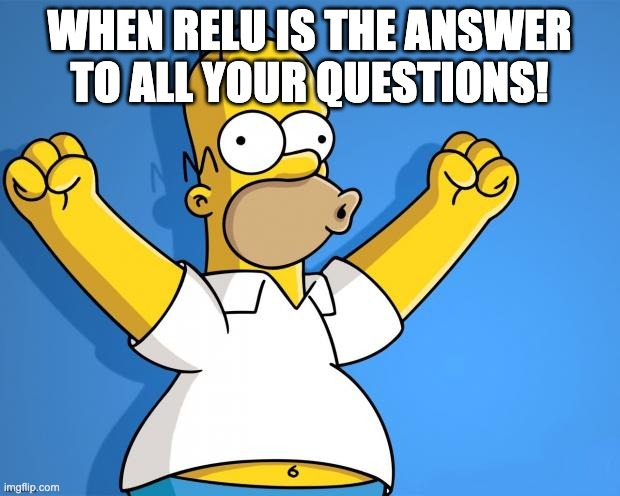 WHEN RELU IS THE ANSWER
TO ALL YOUR QUESTIONS!
imgflip.com